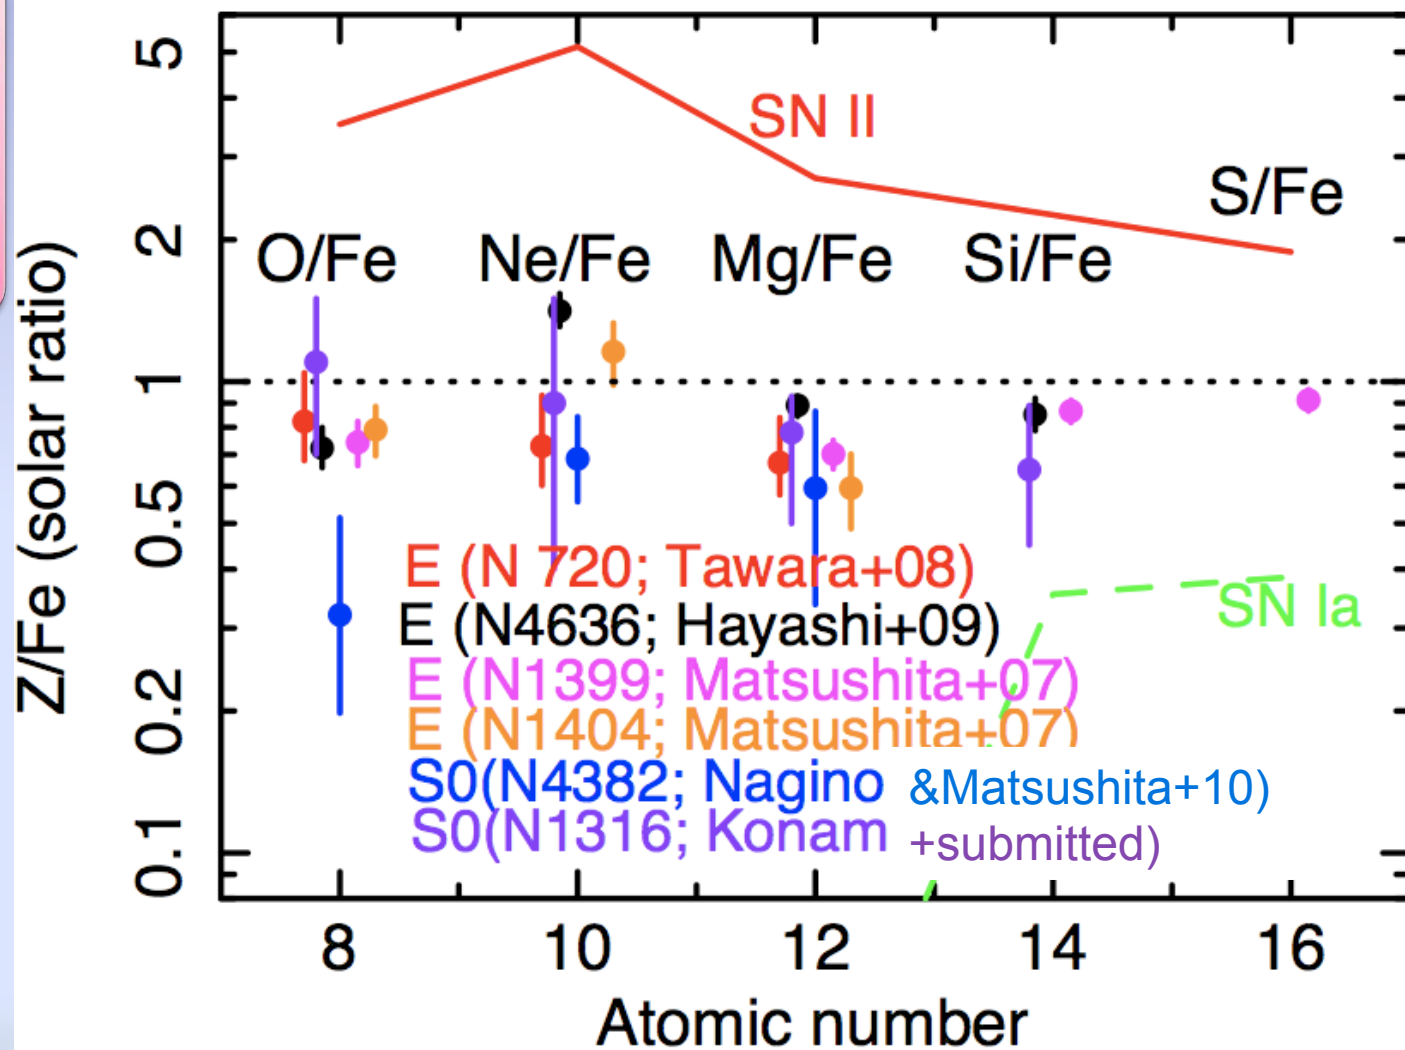 5
SN II
S/Fe
2
O/Fe Ne/Fe Mg/Fe Si/Fe
Z/Fe (solar ratio)
1
0.5
E (N 720; Tawara+08)
E (N4636; Hayashi+09)
SN Ia
E (N1399; Matsushita+07)
0.2
E (N1404; Matsushita+07)
S0(N4382; Nagino &Matsushita+10)
S0(N1316; Konam +submitted)
0.1
8 10 12 14 16
Atomic number